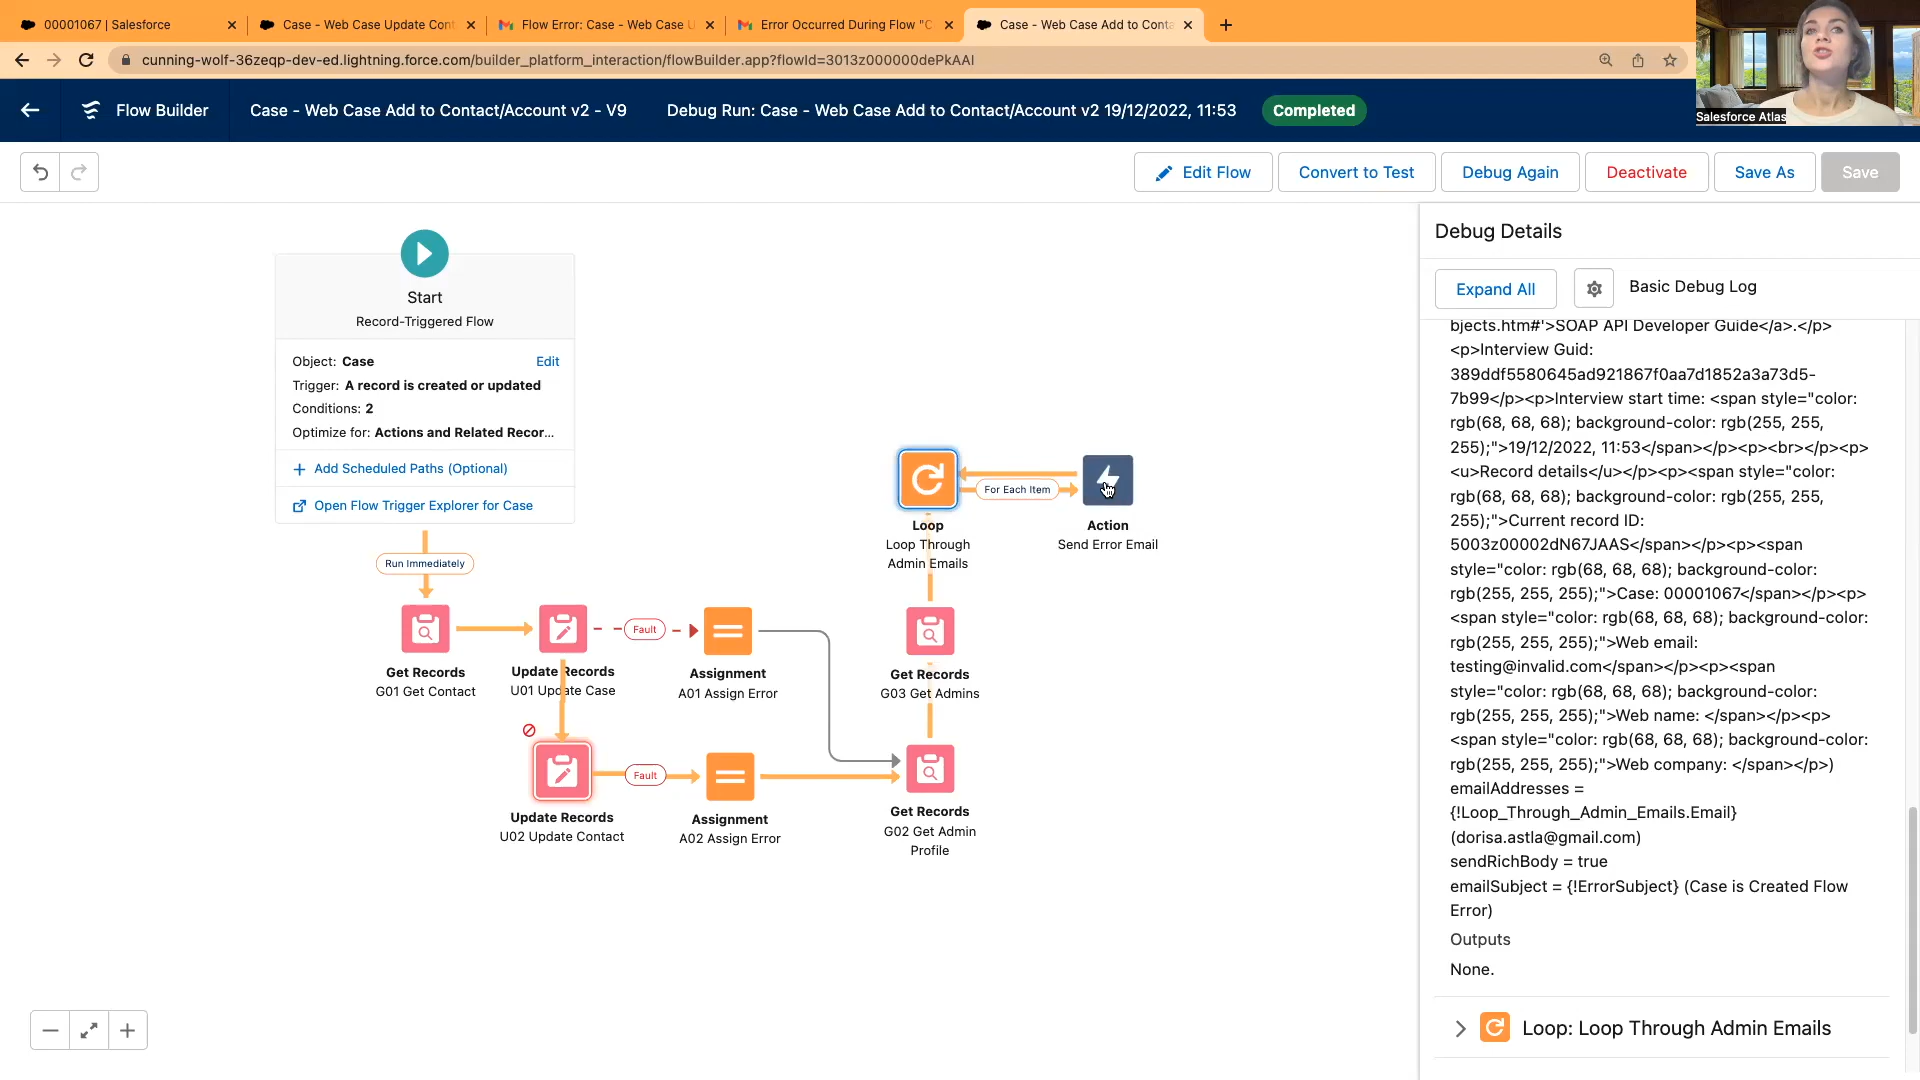 00001067 | Salesforce
Case - Web Case Update Cont
Flow Error: Case - Web Case U
Error Occurred During Flow "C
Case - Web Case Add to Conta
cunning-wolf-36zeqp-dev-ed.lightning.force.com/builder_platform_interaction/flowBuilder.app?flowId=3013z000000dePkAAI
Salesforce Atlas
Flow Builder
Case - Web Case Add to Contact/Account v2 - V9
Debug Run: Case - Web Case Add to Contact/Account v2 19/12/2022, 11:53
Completed
Edit Flow
Convert to Test
Debug Again
Deactivate
Save As
Save
Start
Record-Triggered Flow
Object: Case
Edit
Trigger: A record is created or updated
Conditions: 2
Optimize for: Actions and Related Recor...
Add Scheduled Paths (Optional)
Open Flow Trigger Explorer for Case
Run Immediately
Get Records
G01 Get Contact
Update Records
U01 Update Case
Fault
Assignment
A01 Assign Error
Update Records
U02 Update Contact
Fault
Assignment
A02 Assign Error
Get Records
G02 Get Admin
Profile
Get Records
G03 Get Admins
Loop
Loop Through
Admin Emails
For Each Item
Action
Send Error Email
Debug Details
Expand All
Basic Debug Log
bjects.htm#'>SOAP API Developer Guide</a>.</p>
<p>Interview Guid:
389ddf5580645ad921867f0aa7d1852a3a73d5-
7b99</p><p>Interview start time: <span style="color:
rgb(68, 68, 68); background-color: rgb(255, 255,
255);">19/12/2022, 11:53</span></p><p><br></p><p>
<u>Record details</u></p><p><span style="color:
rgb(68, 68, 68); background-color: rgb(255, 255,
255);">Current record ID:
5003z00002dN67JAAS</span></p><p><span
style="color: rgb(68, 68, 68); background-color:
rgb(255, 255, 255);">Case: 00001067</span></p><p>
<span style="color: rgb(68, 68, 68); background-color:
rgb(255, 255, 255);">Web email:
testing@invalid.com</span></p><p><span
style="color: rgb(68, 68, 68); background-color:
rgb(255, 255, 255);">Web name: </span></p><p>
<span style="color: rgb(68, 68, 68); background-color:
rgb(255, 255, 255);">Web company: </span></p>)
emailAddresses =
{!Loop_Through_Admin_Emails.Email}
(dorisa.astla@gmail.com)
sendRichBody = true
emailSubject = {!ErrorSubject} (Case is Created Flow
Error)
Outputs
None.
Loop: Loop Through Admin Emails